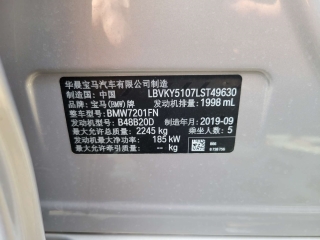 华晨宝马汽车有限公司制造
制造国：中国 LBVKY5107LST49630
品牌：宝马(BMW)牌 发动机排量：1998 mL
整车型号：BMW7201FN
发动机型号：B48B20D 制造年月：2019-09
最大允许总质量：2245 kg 乘坐人数：5
发动机最大净功率：185 kW
最大允许牵引质量：-- kg